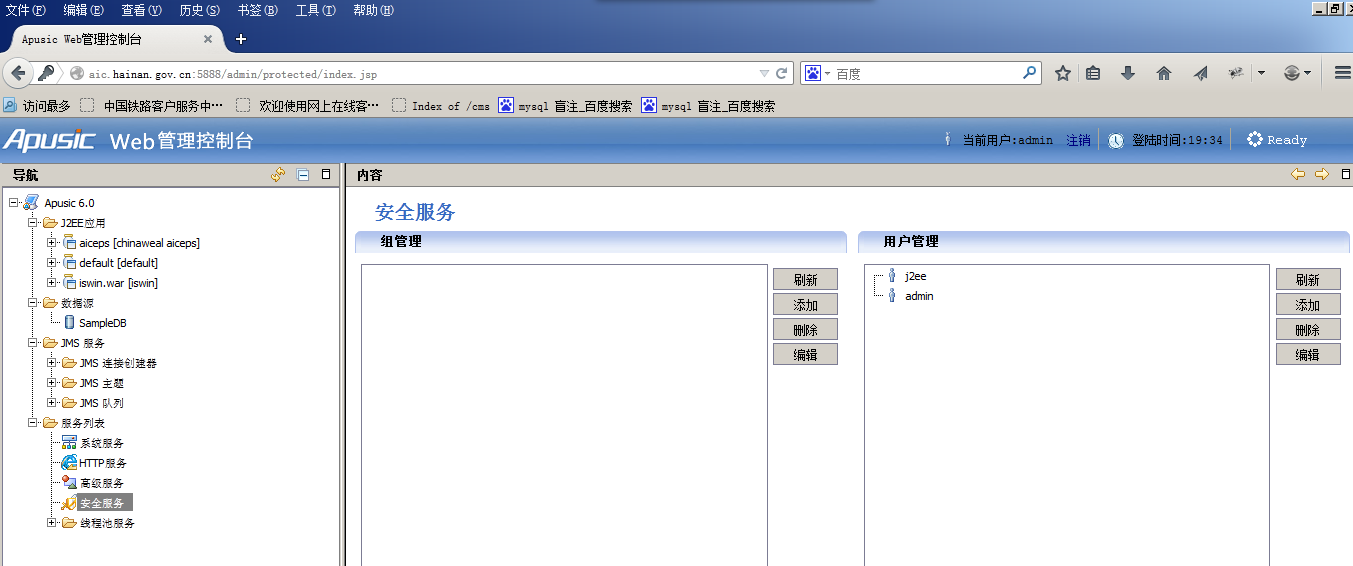 文件(F) 编辑(E) 查看(V) 历史(S) 书签(B) 工具(T) 帮助(H)
Apusic Web管理控制台
aic.hainan.gov.cn:5888/admin/protected/index.jsp 百度
访问最多 中国铁路客户服务中… 欢迎使用网上在线客… Index of /cms mysql 盲注_百度搜索 mysql 盲注_百度搜索
Apusic Web管理控制台 当前用户:admin 注销 登陆时间:19:34 Ready
导航 内容
Apusic 6.0
J2EE应用
aiceps [chinaweal aiceps]
default [default]
iswin.war [iswin]
数据源
SampleDB
JMS 服务
JMS 连接创建器
JMS 主题
JMS 队列
服务列表
系统服务
HTTP服务
高级服务
安全服务
线程池服务
安全服务
组管理
刷新
添加
删除
编辑
用户管理
j2ee
admin
刷新
添加
删除
编辑